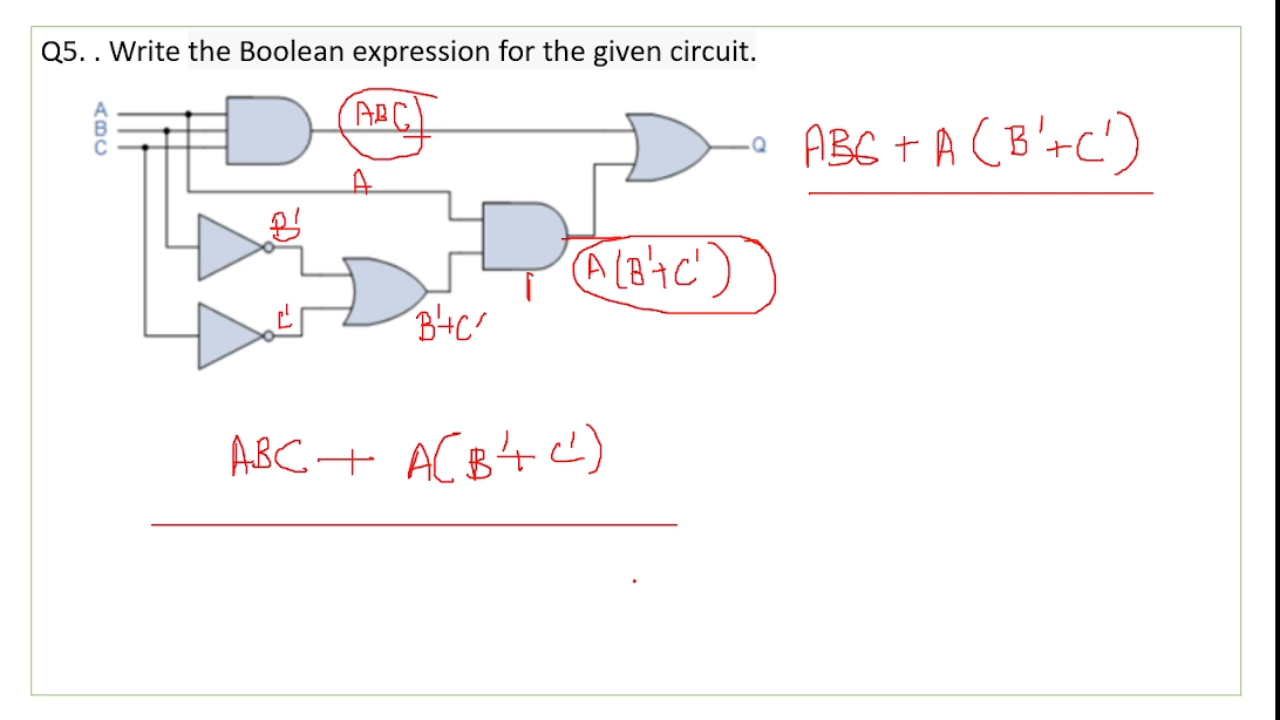 Q5. . Write the Boolean expression for the given circuit.
A
B
C
ABC
A
B'
C'
B'+C'
A(B'+C')
Q
ABC + A(B'+C')
ABC + A(B'+C')